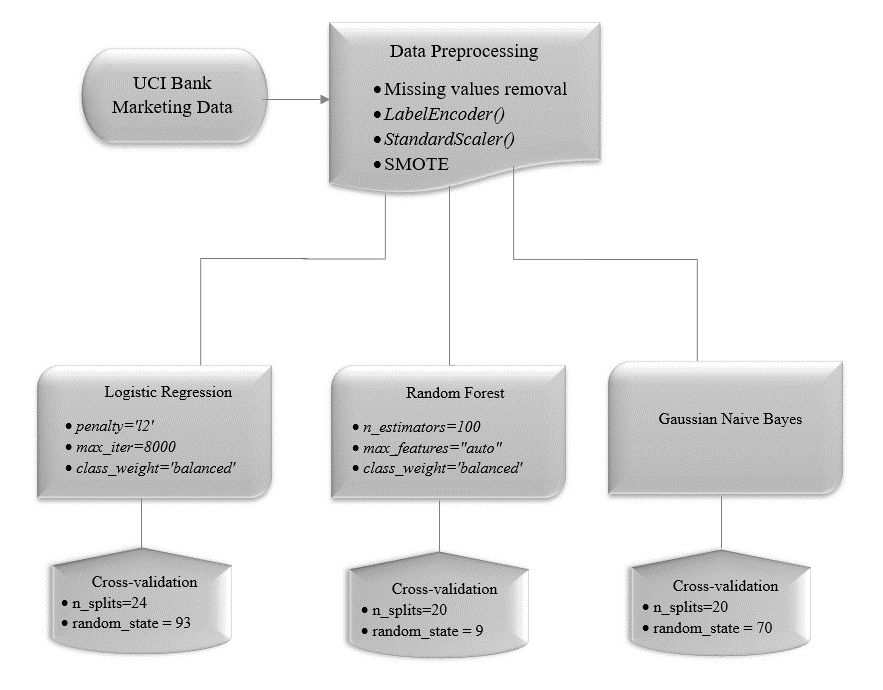 UCI Bank
Marketing Data
Data Preprocessing
• Missing values removal
• LabelEncoder()
• StandardScaler()
• SMOTE
Logistic Regression
• penalty='l2'
• max_iter=8000
• class_weight='balanced'
Random Forest
• n_estimators=100
• max_features="auto"
• class_weight='balanced'
Gaussian Naive Bayes
Cross-validation
• n_splits=24
• random_state = 93
Cross-validation
• n_splits=20
• random_state = 9
Cross-validation
• n_splits=20
• random_state = 70